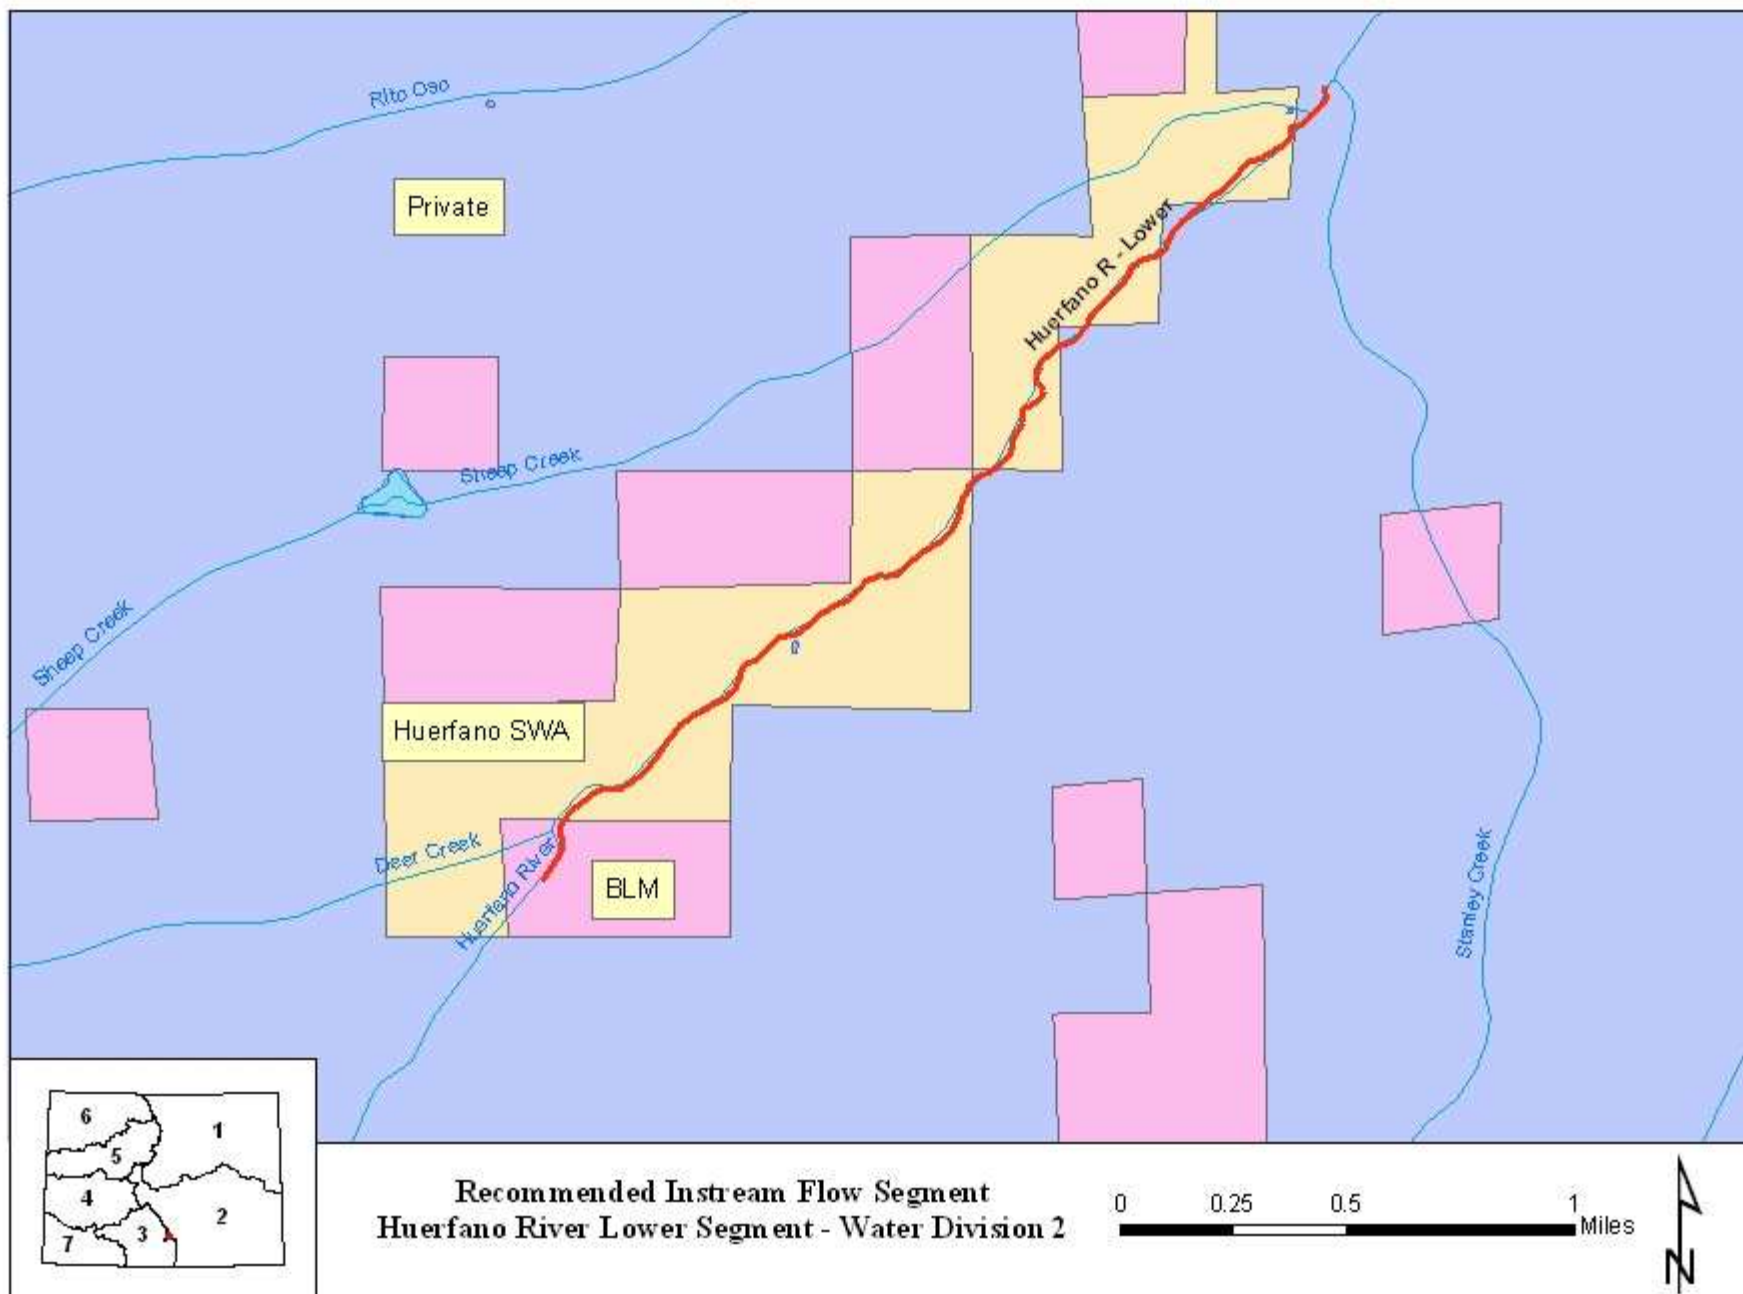 Rito Oso
Private
Huerfano R - Lower
Sheep Creek
Sheep Creek
Huerfano SWA
Deer Creek
Huerfano River
BLM
Stanley Creek
6
1
5
4
2
3
7
Recommended Instream Flow Segment
Huerfano River Lower Segment - Water Division 2
0 0.25 0.5 1
Miles
N